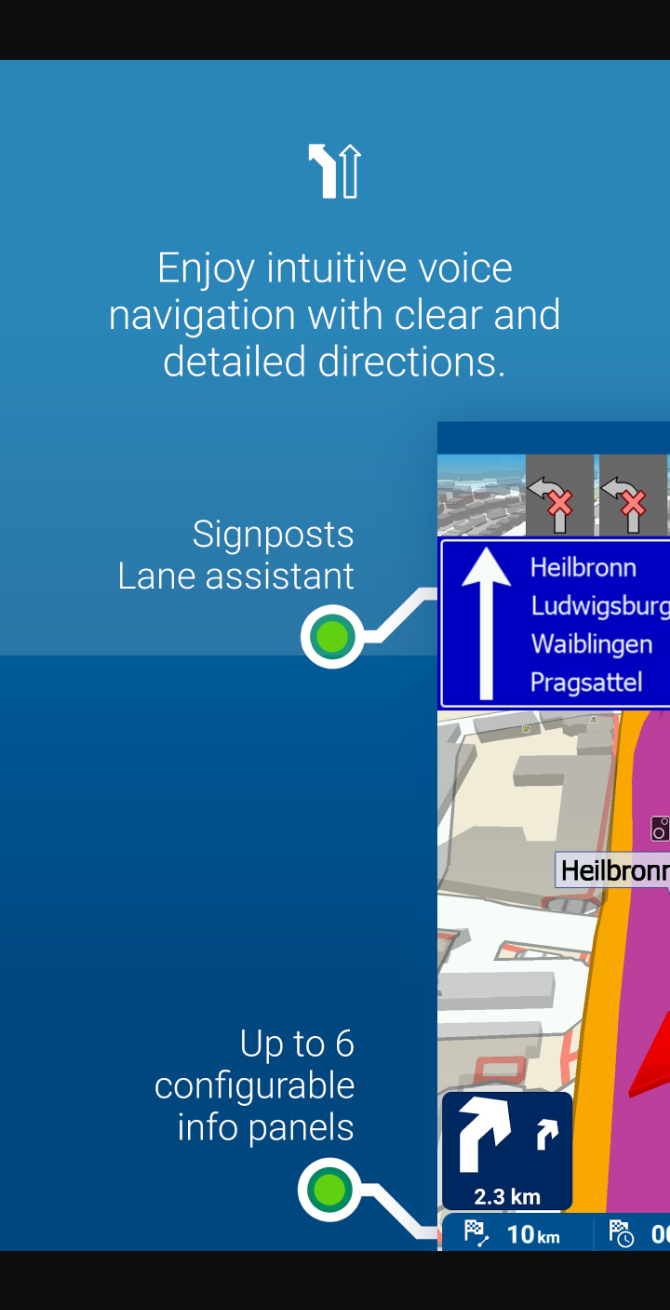 Enjoy intuitive voice
navigation with clear and
detailed directions.
Signposts
Lane assistant
Heilbronn
Ludwigsburg
Waiblingen
Pragsattel
Heilbronn
Up to 6
configurable
info panels
2.3 km
10 km